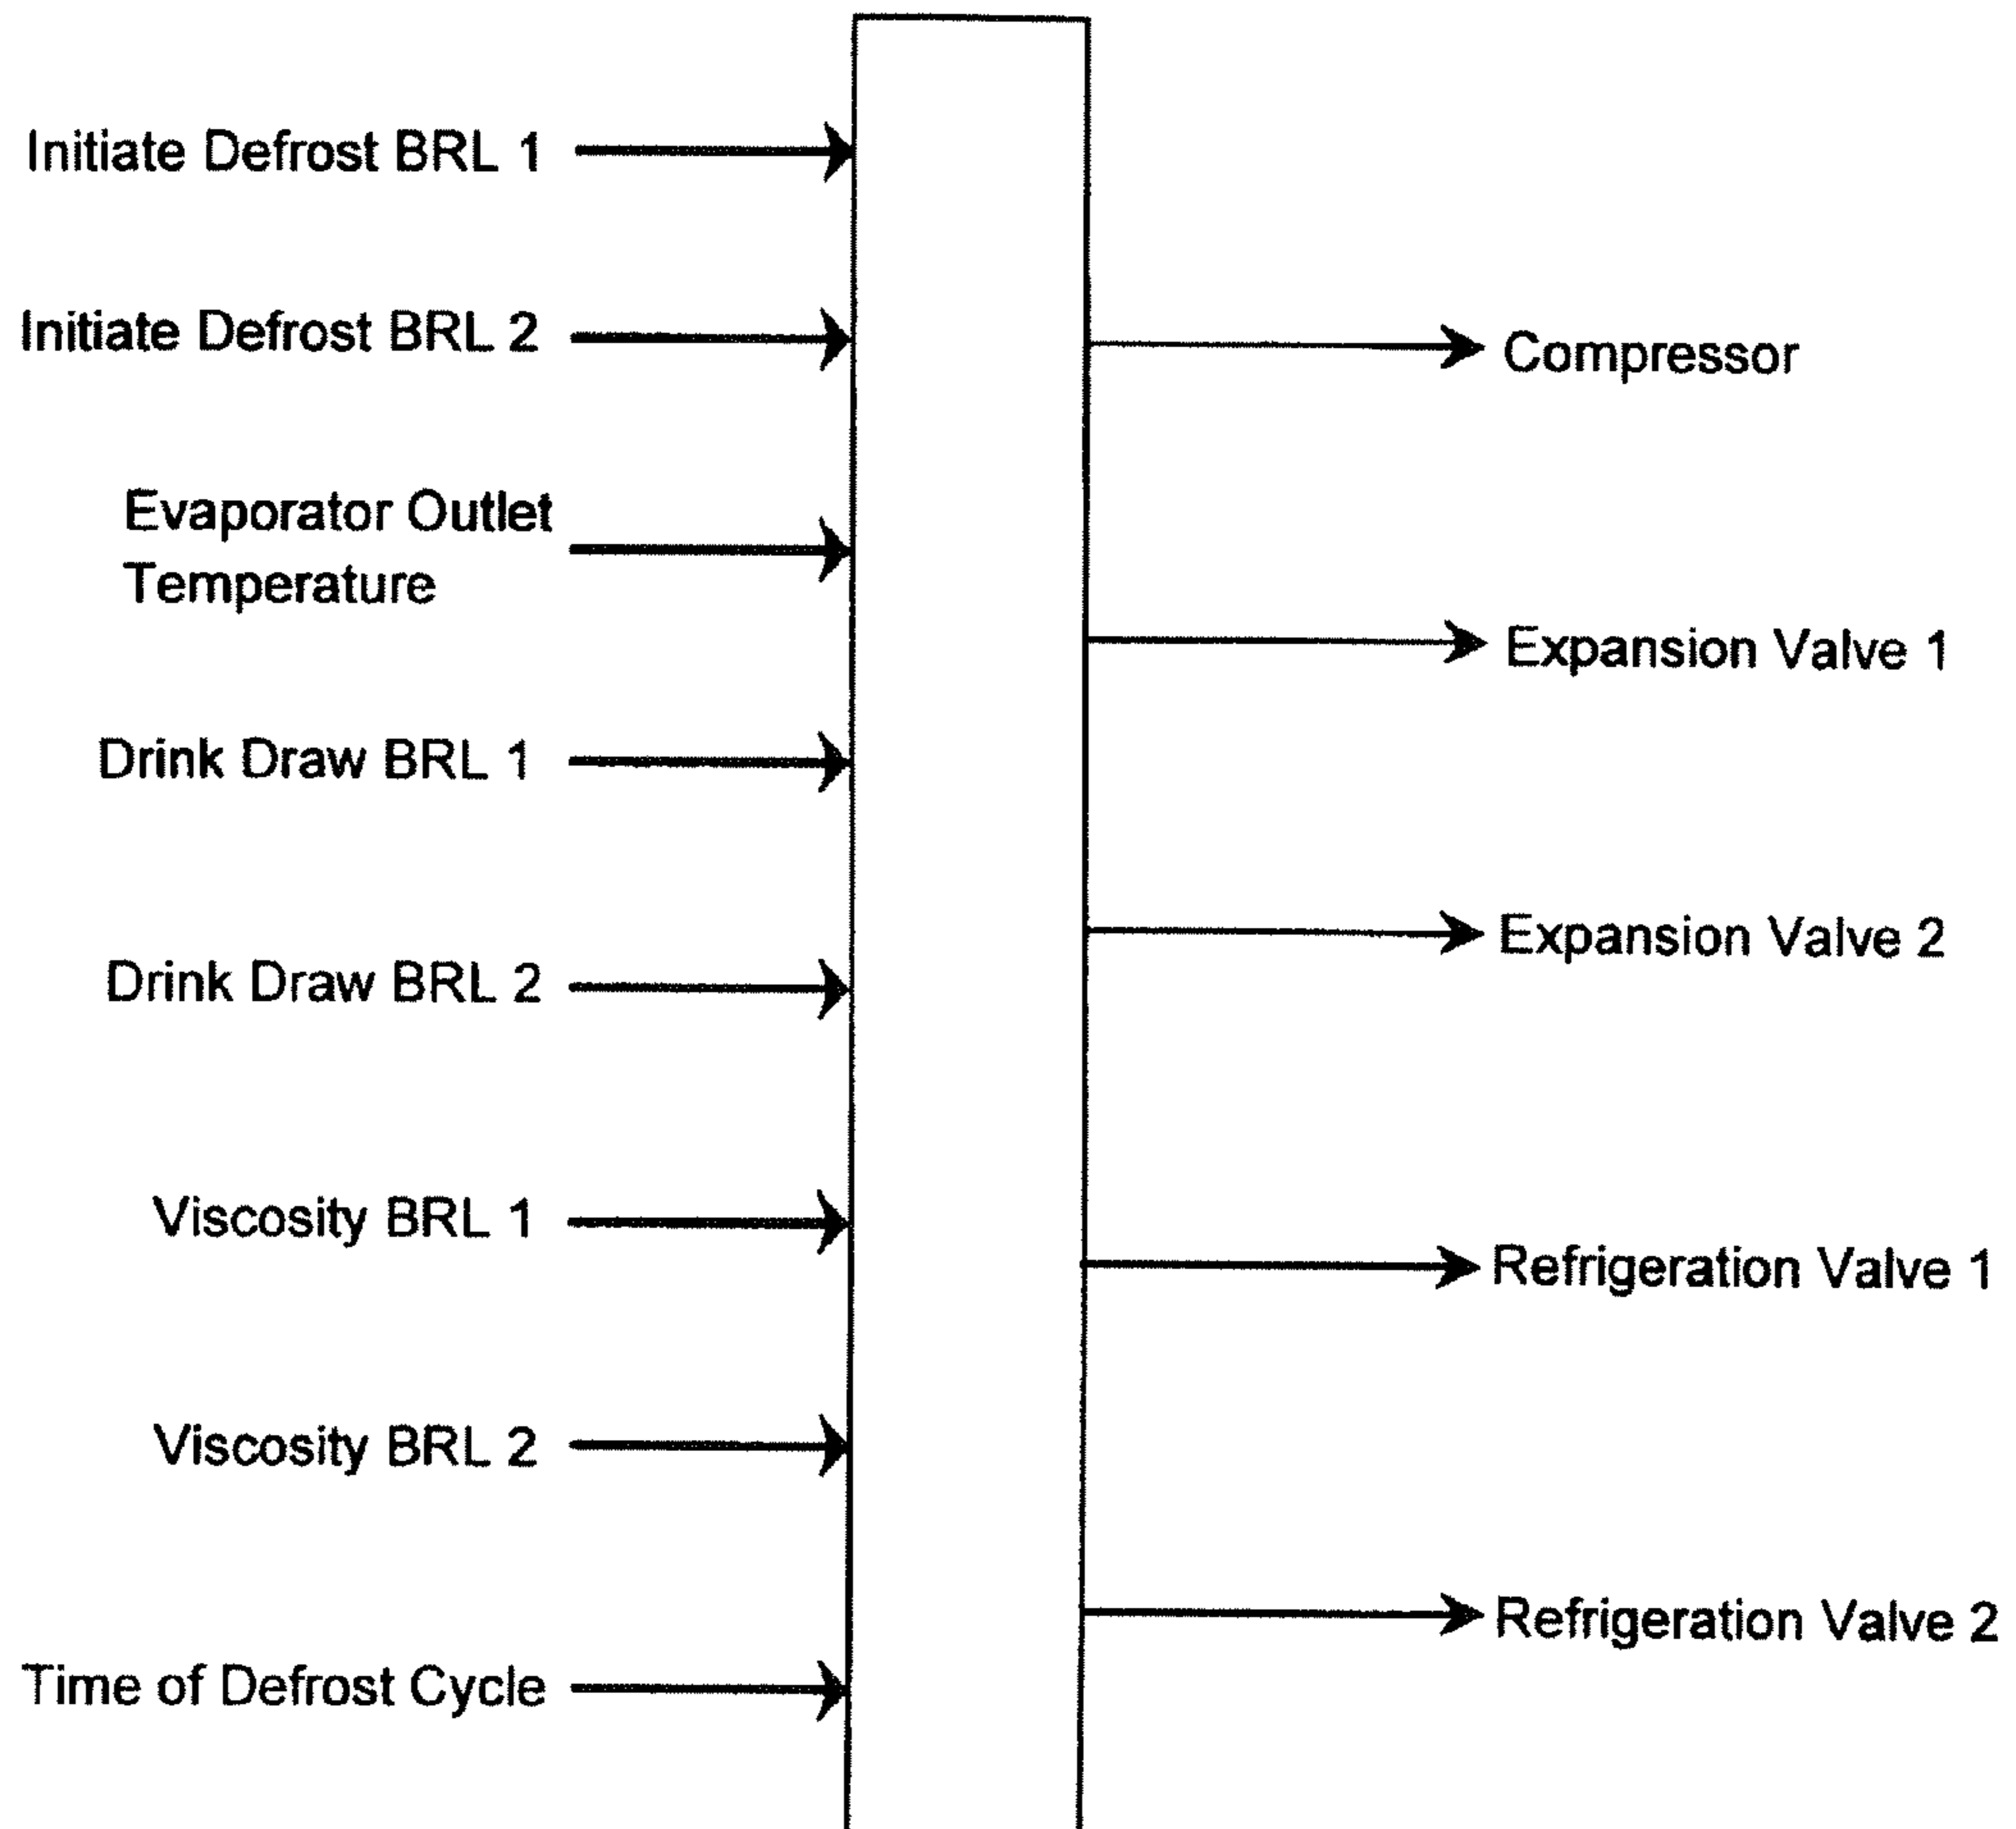 Initiate Defrost BRL 1
Initiate Defrost BRL 2
Evaporator Outlet
Temperature
Drink Draw BRL 1
Drink Draw BRL 2
Viscosity BRL 1
Viscosity BRL 2
Time of Defrost Cycle
Compressor
Expansion Valve 1
Expansion Valve 2
Refrigeration Valve 1
Refrigeration Valve 2